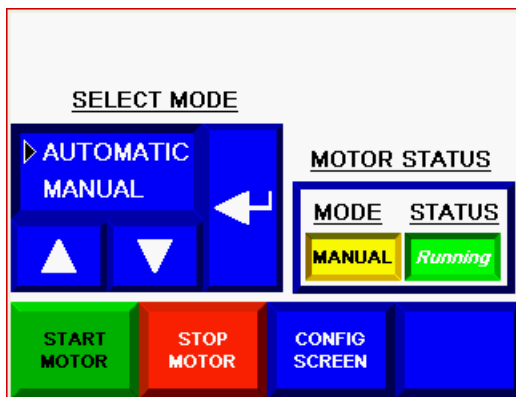 SELECT MODE
AUTOMATIC
MANUAL
MOTOR STATUS
MODE STATUS
MANUAL Running
START
MOTOR
STOP
MOTOR
CONFIG
SCREEN